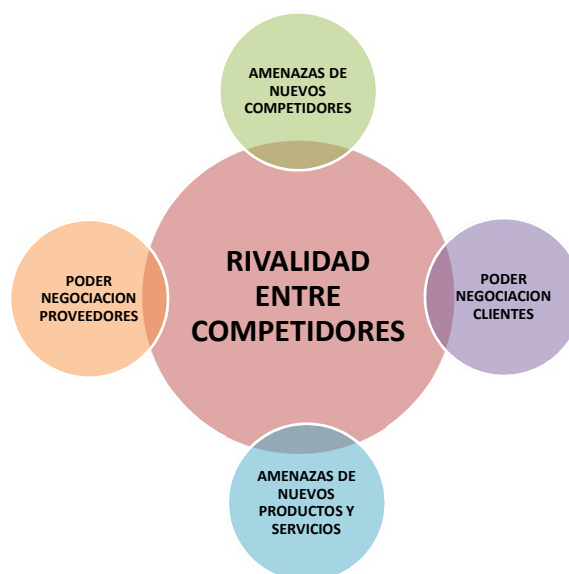 AMENAZAS DE
NUEVOS
COMPETIDORES
PODER
NEGOCIACION
PROVEEDORES
RIVALIDAD
ENTRE
COMPETIDORES
PODER
NEGOCIACION
CLIENTES
AMENAZAS DE
NUEVOS
PRODUCTOS Y
SERVICIOS